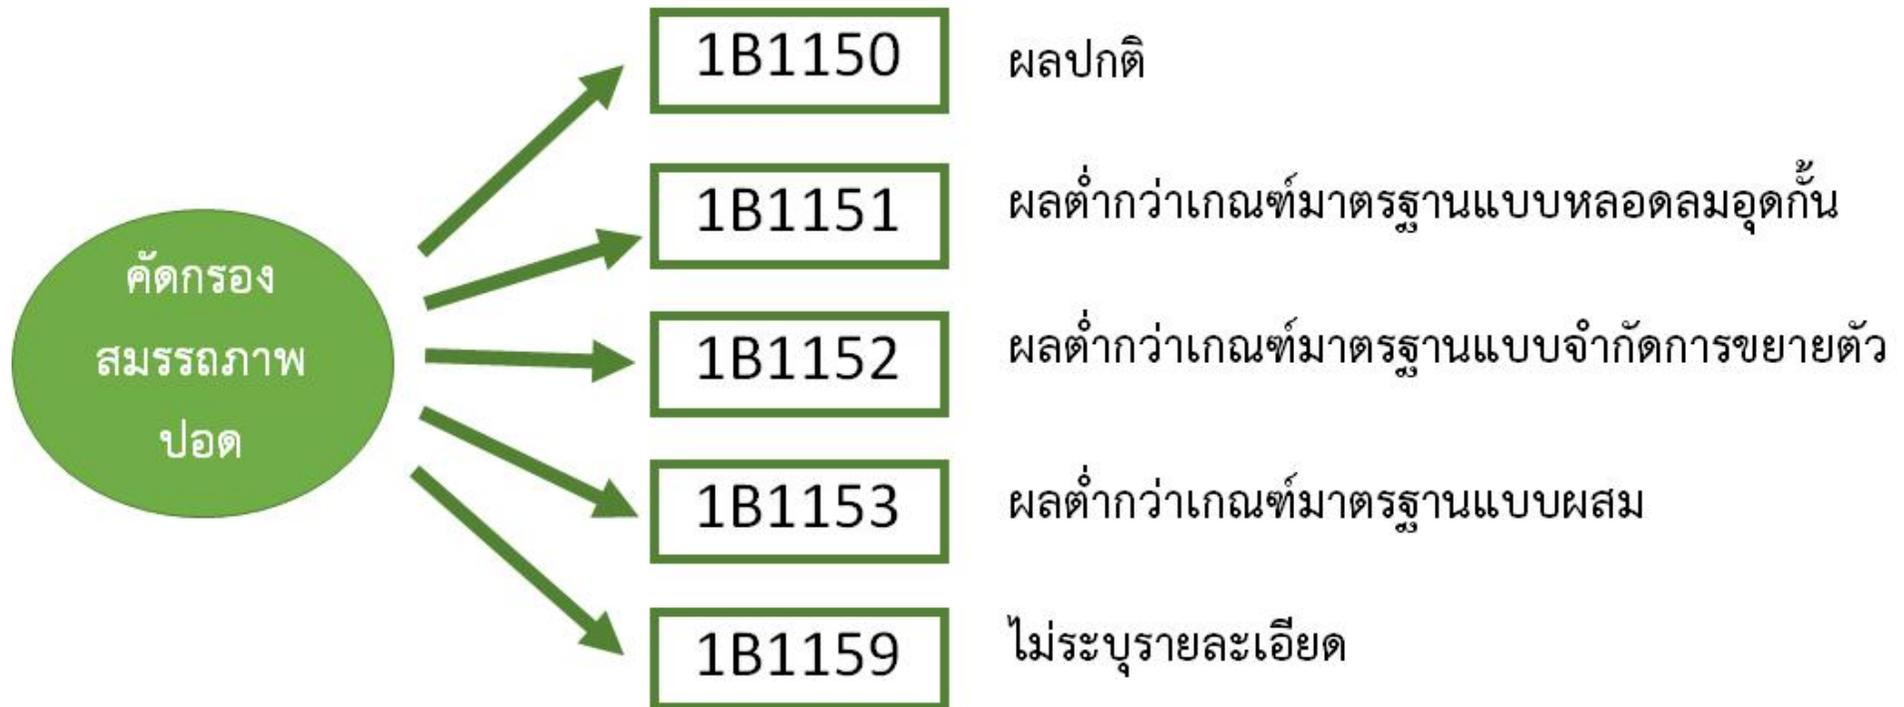 คัดกรอง
สมรรถภาพ
ปอด
1B1150
ผลปกติ
1B1151
ผลต่ำกว่าเกณฑ์มาตรฐานแบบหลอดลมอุดกั้น
1B1152
ผลต่ำกว่าเกณฑ์มาตรฐานแบบจำกัดการขยายตัว
1B1153
ผลต่ำกว่าเกณฑ์มาตรฐานแบบผสม
1B1159
ไม่ระบุรายละเอียด